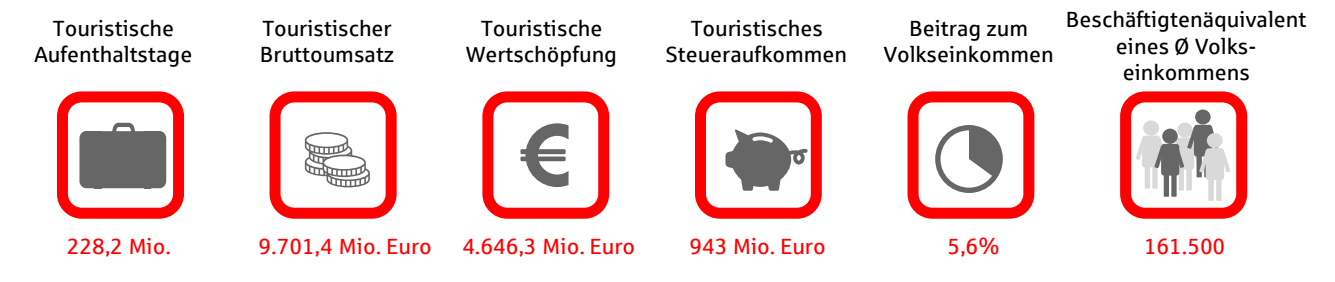 Touristische
Aufenthaltstage
228,2 Mio.
Touristischer
Bruttoumsatz
9.701,4 Mio. Euro
Touristische
Wertschöpfung
€
4.646,3 Mio. Euro
Touristisches
Steueraufkommen
943 Mio. Euro
Beitrag zum
Volkseinkommen
5,6%
Beschäftigtenäquivalent
eines Ø Volks-
einkommens
161.500